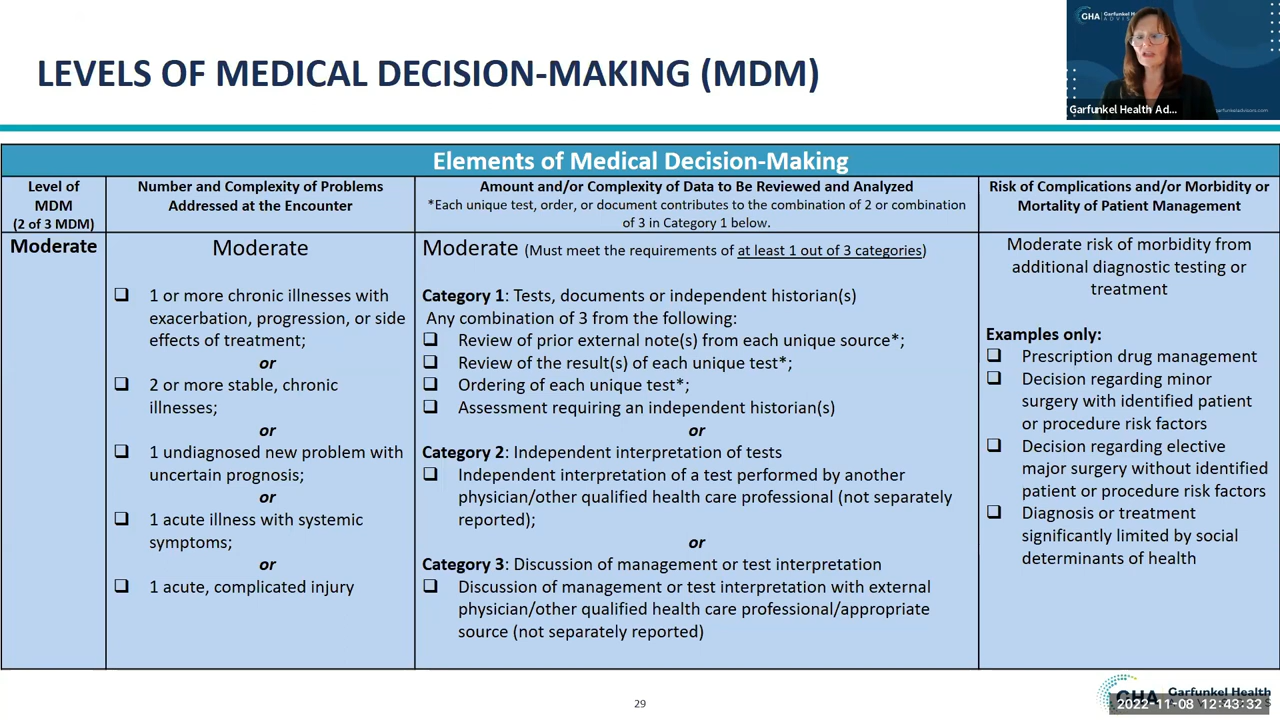 GHA Garfunkel Health
LEVELS OF MEDICAL DECISION-MAKING (MDM)
Garfunkel Health Ad...
garfunkeladvisors.com
Elements of Medical Decision-Making
Level of
MDM
(2 of 3 MDM)
Number and Complexity of Problems
Addressed at the Encounter
Amount and/or Complexity of Data to Be Reviewed and Analyzed
*Each unique test, order, or document contributes to the combination of 2 or combination
of 3 in Category 1 below.
Risk of Complications and/or Morbidity or
Mortality of Patient Management
Moderate
Moderate
1 or more chronic illnesses with
exacerbation, progression, or side
effects of treatment;
or
2 or more stable, chronic
illnesses;
or
1 undiagnosed new problem with
uncertain prognosis;
or
1 acute illness with systemic
symptoms;
or
1 acute, complicated injury
Moderate (Must meet the requirements of at least 1 out of 3 categories)
Category 1: Tests, documents or independent historian(s)
Any combination of 3 from the following:
Review of prior external note(s) from each unique source*;
Review of the result(s) of each unique test*;
Ordering of each unique test*;
Assessment requiring an independent historian(s)
or
Category 2: Independent interpretation of tests
Independent interpretation of a test performed by another
physician/other qualified health care professional (not separately
reported);
or
Category 3: Discussion of management or test interpretation
Discussion of management or test interpretation with external
physician/other qualified health care professional/appropriate
source (not separately reported)
Moderate risk of morbidity from
additional diagnostic testing or
treatment
Examples only:
Prescription drug management
Decision regarding minor
surgery with identified patient
or procedure risk factors
Decision regarding elective
major surgery without identified
patient or procedure risk factors
Diagnosis or treatment
significantly limited by social
determinants of health
29
GHA Garfunkel Health
2022-11-08 12:43:32